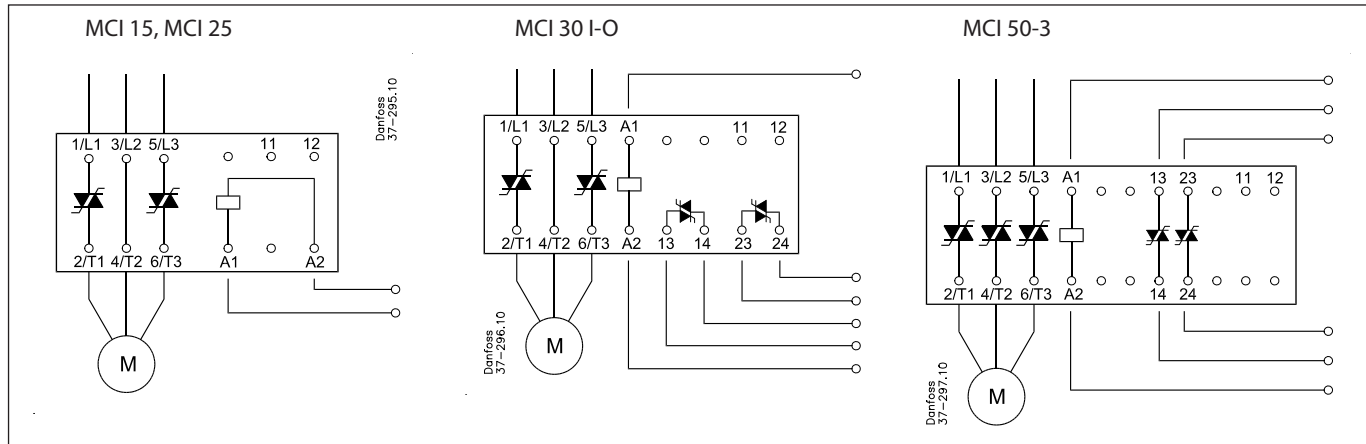 MCI 15, MCI 25
Danfoss
37-295.10
1/L1 3/L2 5/L3 11 12
2/T1 4/T2 6/T3 A1 A2
M
MCI 30 I-O
1/L1 3/L2 5/L3 A1 11 12
2/T1 4/T2 6/T3 A2 13 14 23 24
Danfoss
37-296.10
M
MCI 50-3
1/L1 3/L2 5/L3 A1 13 23 11 12
2/T1 4/T2 6/T3 A2 14 24
Danfoss
37-297.10
M